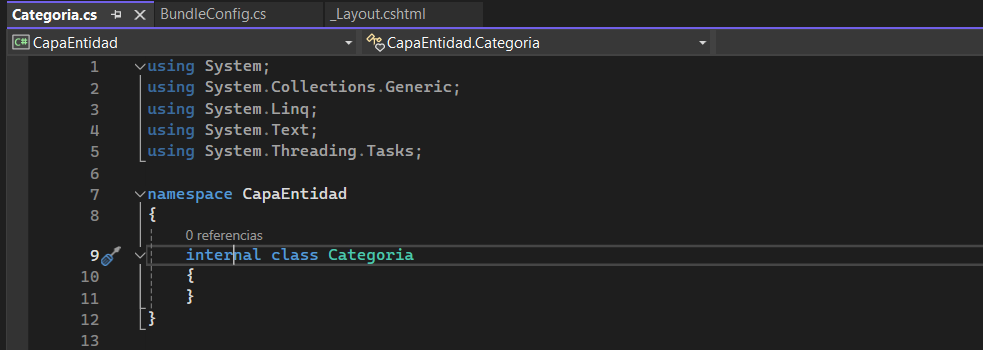 Categoria.cs
BundleConfig.cs
_Layout.cshtml
C# CapaEntidad
CapaEntidad.Categoria
1 using System;
2 using System.Collections.Generic;
3 using System.Linq;
4 using System.Text;
5 using System.Threading.Tasks;
6
7 namespace CapaEntidad
8 {
0 referencias
9 internal class Categoria
10 {
11 }
12 }
13